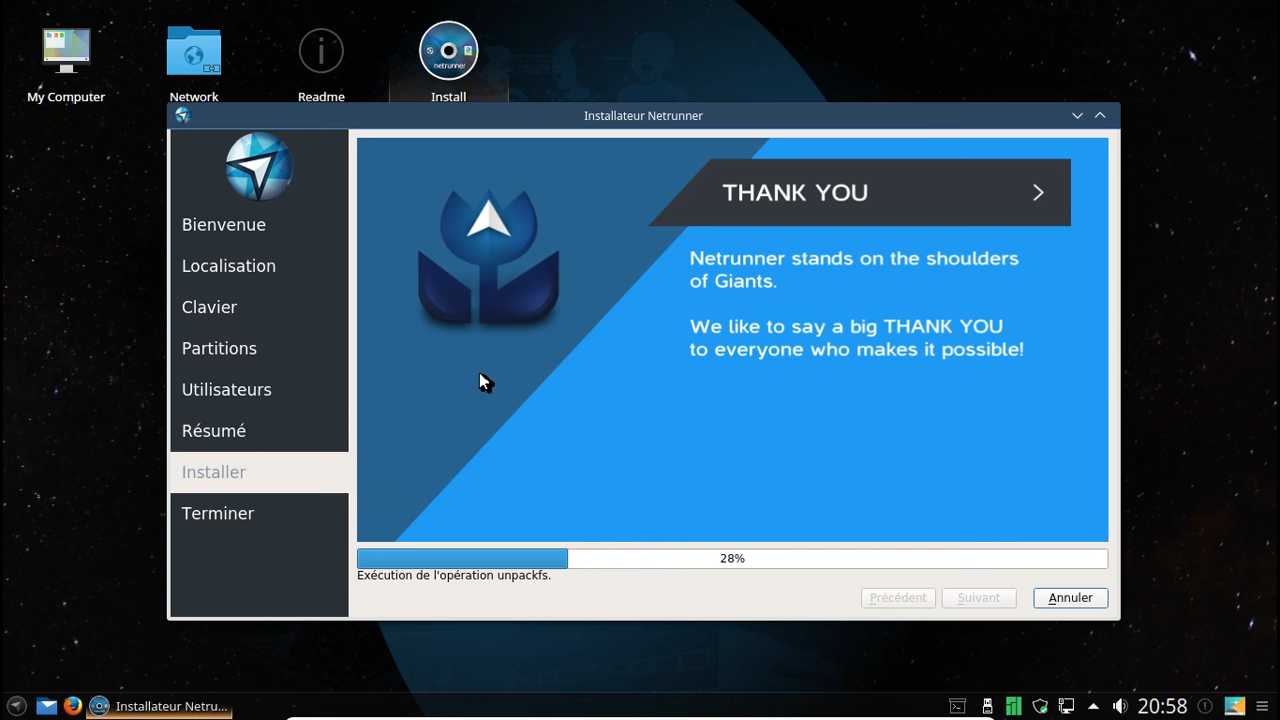 My Computer
Network
Readme
netrunner
Install
Installateur Netrunner
Bienvenue
Localisation
Clavier
Partitions
Utilisateurs
Résumé
Installer
Terminer
THANK YOU
Netrunner stands on the shoulders
of Giants.
We like to say a big THANK YOU
to everyone who makes it possible!
28%
Exécution de l'opération unpackfs.
Précédent
Suivant
Annuler
Installateur Netru...
20:58